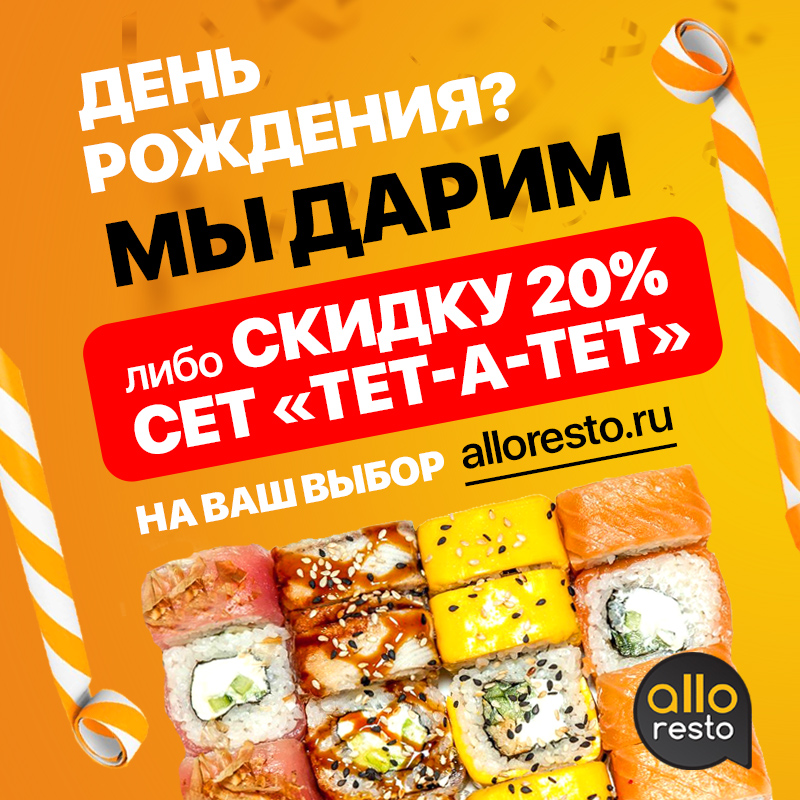 ДЕНЬ
РОЖДЕНИЯ?
МЫ ДАРИМ
либо СКИДКУ 20%
СЕТ «ТЕТ-А-ТЕТ»
НА ВАШ ВЫБОР alloresto.ru
allo
resto